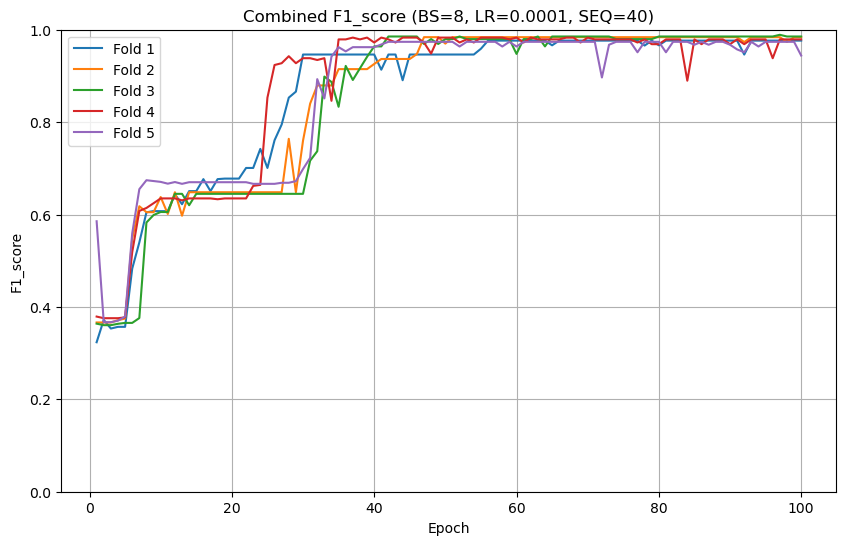 Combined F1_score (BS=8, LR=0.0001, SEQ=40)
Fold 1
Fold 2
Fold 3
Fold 4
Fold 5
F1_score
1.0
0.8
0.6
0.4
0.2
0.0
0
20
40
60
80
100
Epoch